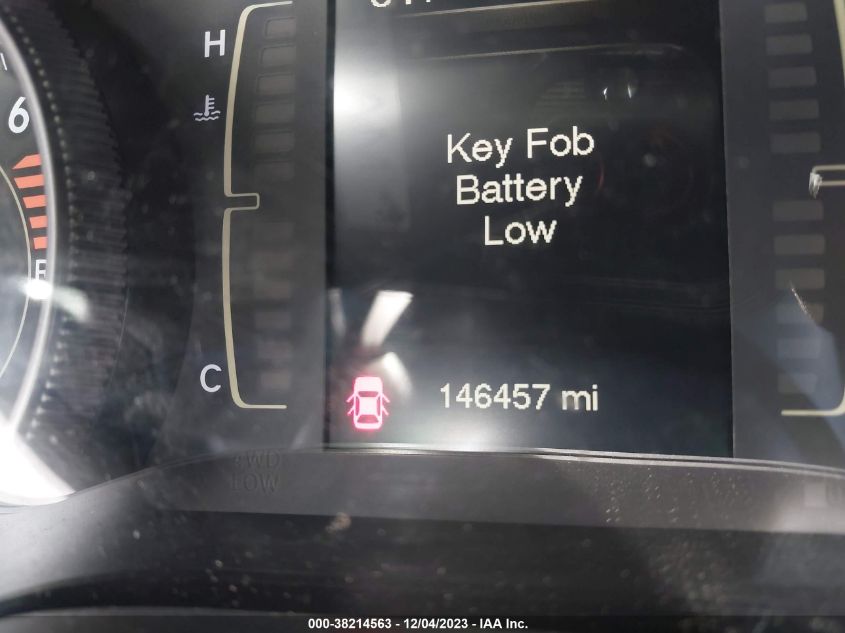 H
6
Key Fob
Battery
Low
C
146457 mi
4WD
LOW
000-38214563 - 12/04/2023 - IAA Inc.